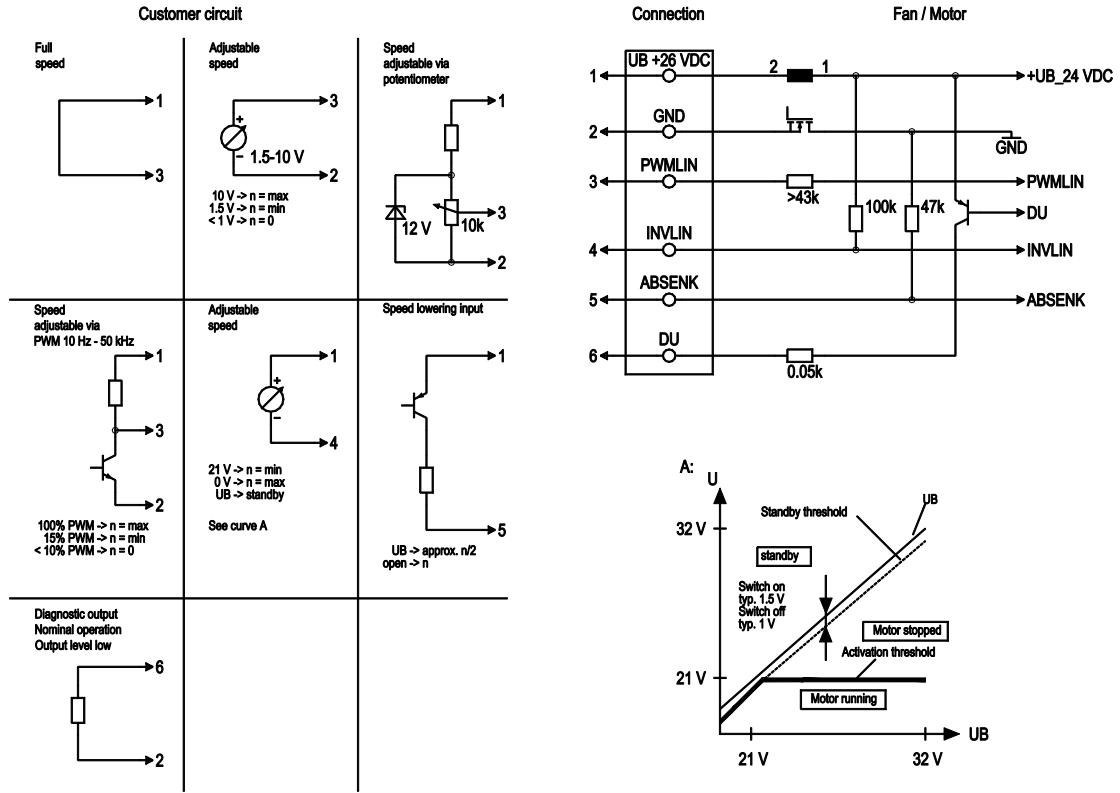 Customer circuit
Full
speed
1
3
Adjustable
speed
3
+
1.5-10 V
–
2
10 V -> n = max
1.5 V -> n = min
< 1 V -> n = 0
Speed
adjustable via
potentiometer
1
3
12 V
10k
2
Speed
adjustable via
PWM 10 Hz - 50 kHz
1
3
2
100% PWM -> n = max
15% PWM -> n = min
< 10% PWM -> n = 0
Adjustable
speed
1
+
–
4
21 V -> n = min
0 V -> n = max
UB -> standby
See curve A
Speed lowering input
1
5
UB -> approx. n/2
open -> n
Diagnostic output
Nominal operation
Output level low
6
2
Connection
Fan / Motor
1 UB +26 VDC 2 1 +UB_24 VDC
2 GND GND
3 PWMLIN >43k PWMLIN
100k 47k DU
4 INVLIN INVLIN
5 ABSENK ABSENK
6 DU 0.05k
A:
U
UB
Standby threshold
32 V
standby
Switch on
typ. 1.5 V
Switch off
typ. 1 V
Motor stopped
Activation threshold
21 V
Motor running
UB
21 V
32 V